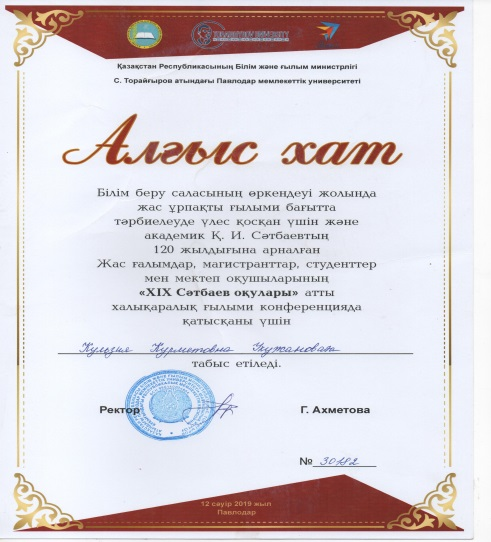 Қазақстан Республикасының Білім және ғылым министрлігі
С. Торайғыров атындағы Павлодар мемлекеттік университеті
Алғыс хат
Білім беру саласының өркендеуі жолында
жас ұрпақты ғылыми бағытта
тәрбиелеуде үлес қосқан үшін және
академик Қ. И. Сәтбаевтың
120 жылдығына арналған
Жас ғалымдар, магистранттар, студенттер
мен мектеп оқушыларының
«XIX Сәтбаев оқулары» атты
халықаралық ғылыми конференцияда
қатысқаны үшін
Курметовна
табыс етіледі.
Ректор Г. Ахметова
№ 30182
12 сәуір 2019 жыл
Павлодар